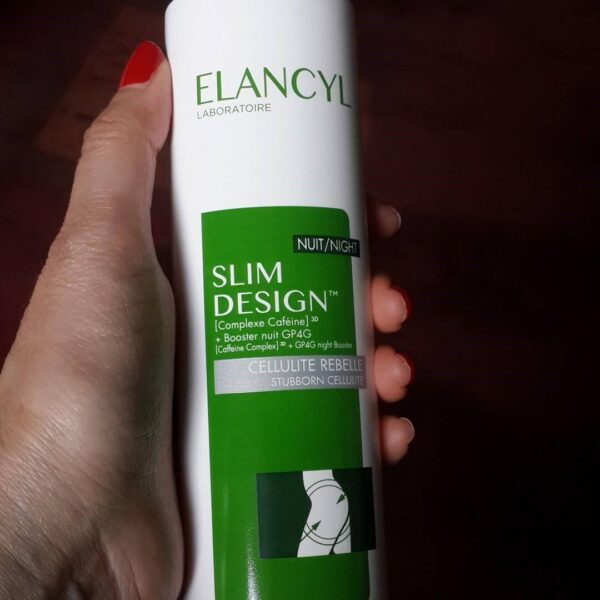 ELANCYL
LABORATOIRE
NUIT/NIGHT
SLIM
DESIGN™
[Complexe Caféine] 3D
+ Booster nuit GP4G
[Caffeine Complex] 3D + GP4G night Booster
CELLULITE REBELLE
STUBBORN CELLULITE